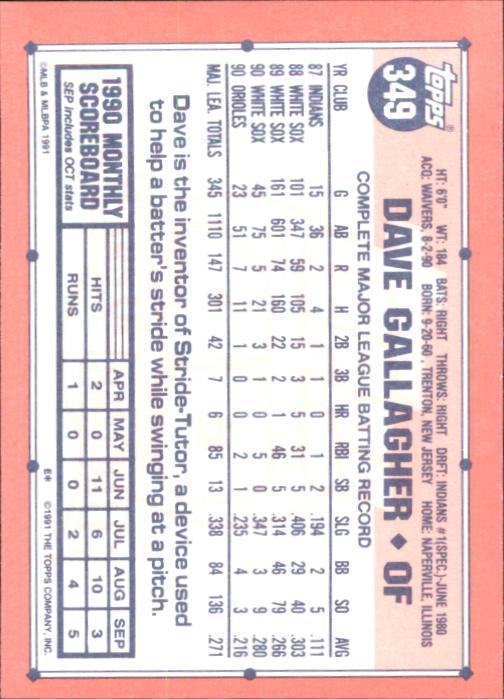 topps®
349
HT: 6'0" WT: 184 BATS: RIGHT THROWS: RIGHT DRFT: INDIANS #1(SPEC.)-JUNE 1980
ACQ: WAIVERS, 8-2-90 BORN: 9-20-60, TRENTON, NEW JERSEY HOME: NAPERVILLE, ILLINOIS
DAVE GALLAGHER ◆ OF
COMPLETE MAJOR LEAGUE BATTING RECORD
YR CLUB G AB R H 2B 3B HR RBI SB SLG BB SO AVG
87 INDIANS 15 36 2 4 1 1 0 1 2 .194 2 5 .111
88 WHITE SOX 101 347 59 105 15 3 5 31 5 .406 29 40 .303
89 WHITE SOX 161 601 74 160 22 2 1 46 5 .314 46 79 .266
90 WHITE SOX 45 75 5 21 3 1 0 5 0 .347 3 9 .280
90 ORIOLES 23 51 7 11 1 0 0 2 1 .235 4 3 .216
MAJ. LEA. TOTALS 345 1110 147 301 42 7 6 85 13 .338 84 136 .271
Dave is the inventor of Stride-Tutor, a device used
to help a batter's stride while swinging at a pitch.
1990 MONTHLY
SCOREBOARD
SEP includes OCT stats
APR MAY JUN JUL AUG SEP
HITS 2 0 11 6 10 3
RUNS 1 0 0 2 4 5
©MLB & MLBPA 1991
E* ©1991 THE TOPPS COMPANY, INC.